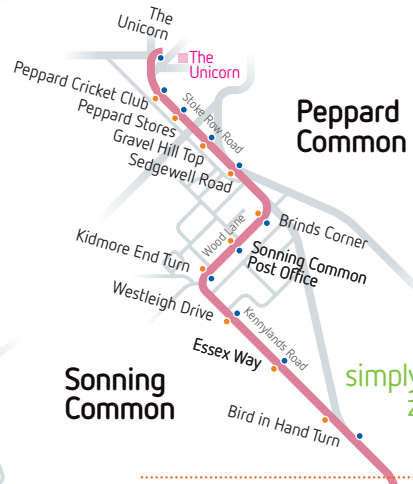 The
Unicorn
The
Unicorn
Peppard Cricket Club
Peppard Stores
Stoke Row Road
Gravel Hill Top
Sedgewell Road
Peppard
Common
Brinds Corner
Wood Lane
Kidmore End Turn
Sonning Common
Post Office
Westleigh Drive
Kennylands Road
Essex Way
Sonning
Common
simply
Bird in Hand Turn